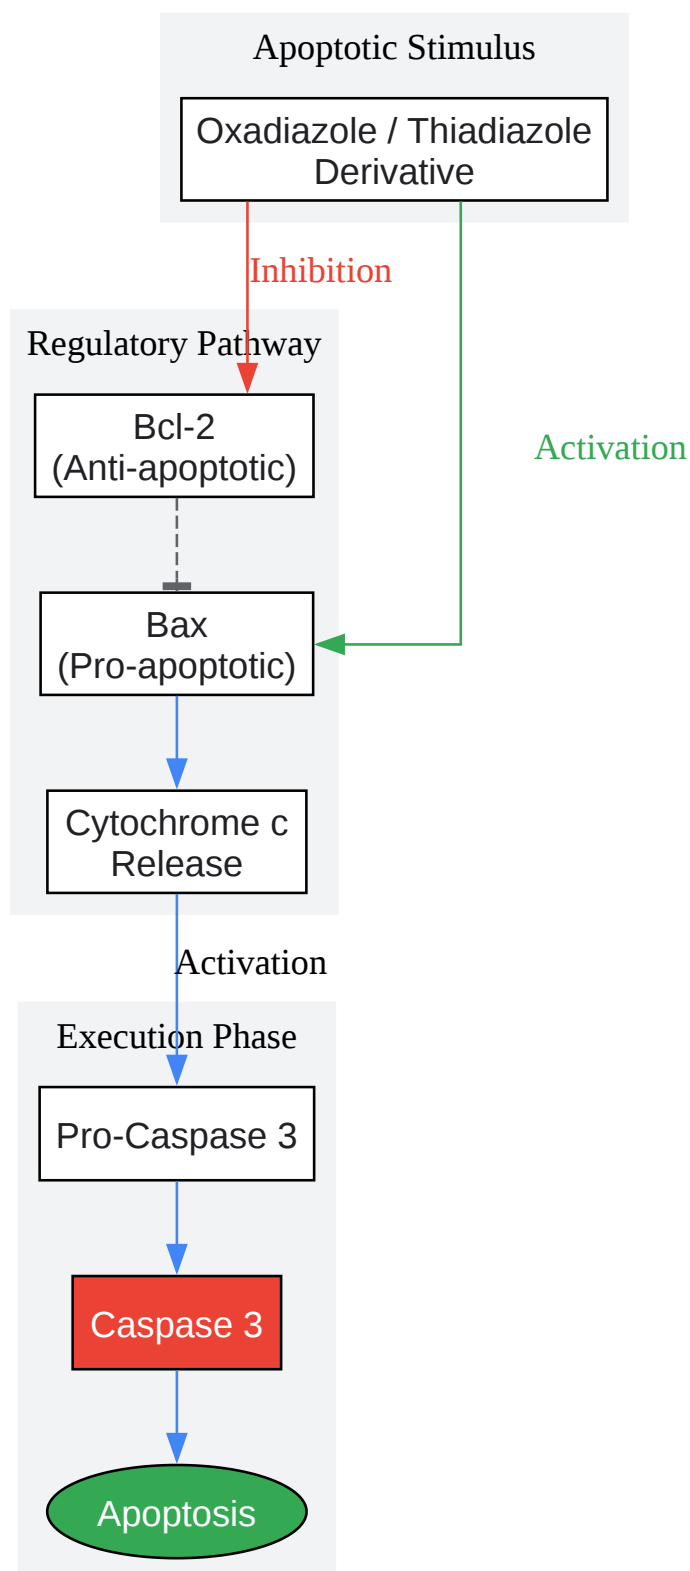 Apoptotic Stimulus
Oxadiazole / Thiadiazole
Derivative
Inhibition
Regulatory Pathway
Bcl-2
(Anti-apoptotic)
Activation
Bax
(Pro-apoptotic)
Cytochrome c
Release
Activation
Execution Phase
Pro-Caspase 3
Caspase 3
Apoptosis